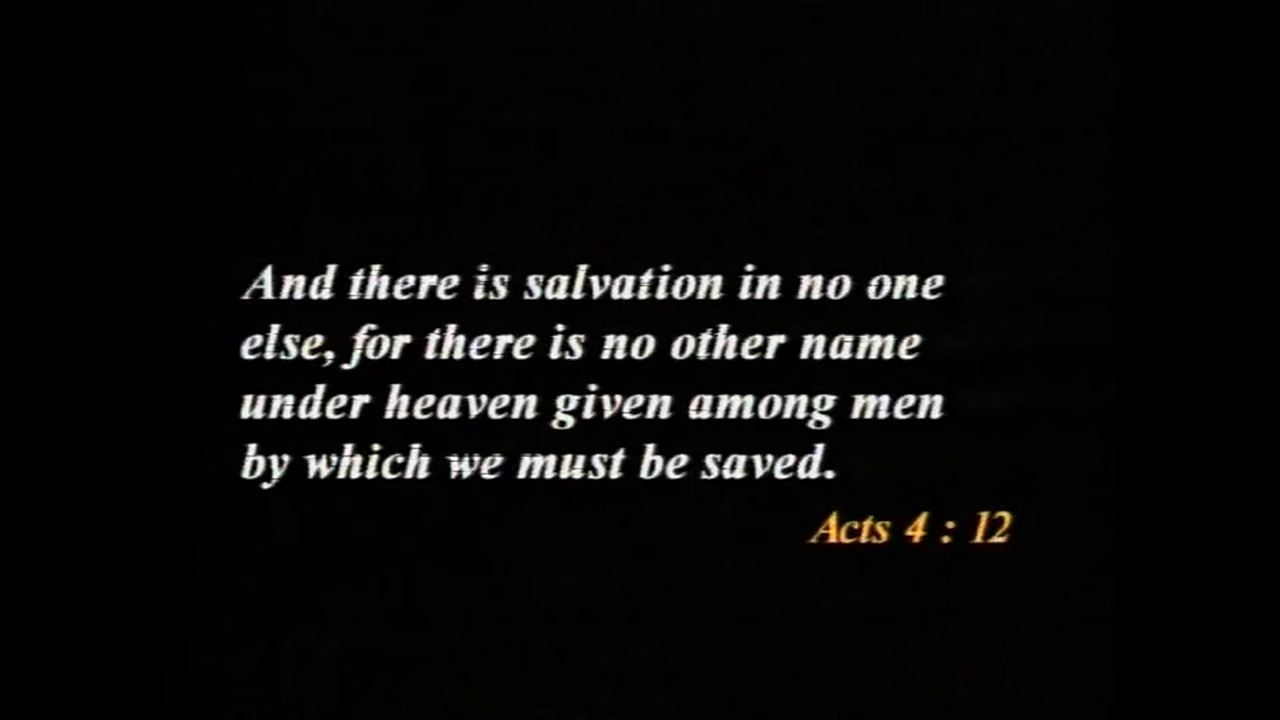 And there is salvation in no one
else, for there is no other name
under heaven given among men
by which we must be saved.
Acts 4 : 12